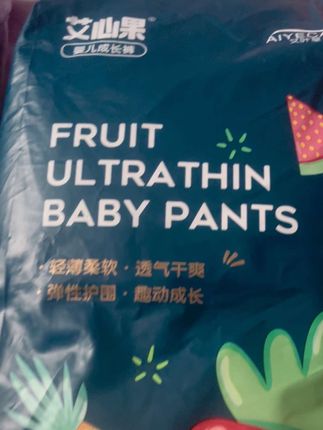 艾心果
婴儿成长裤
FRUIT
ULTRATHIN
BABY PANTS
· 轻薄柔软 · 透气干爽
· 弹性护围 · 趣动成长